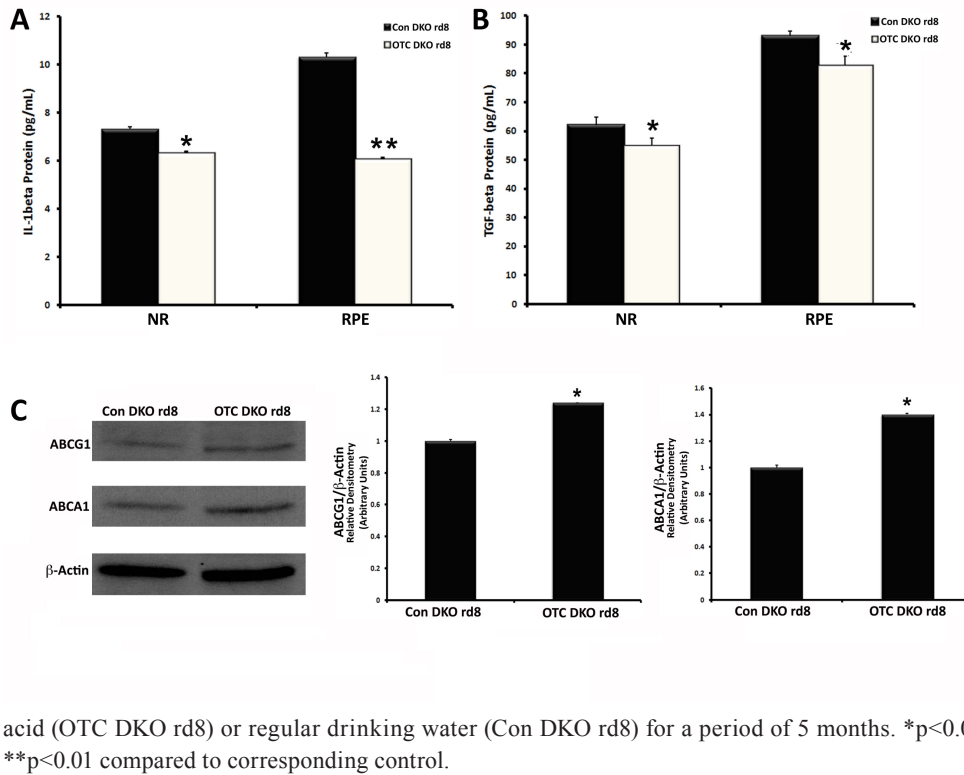 A
Con DKO rd8
OTC DKO rd8
IL-1beta Protein (pg/mL)
12
10
8
6
4
2
0
*
**
NR
RPE
B
Con DKO rd8
OTC DKO rd8
TGF-beta Protein (pg/mL)
100
90
80
70
60
50
40
30
20
10
0
*
*
NR
RPE
C
Con DKO rd8
OTC DKO rd8
ABCG1
ABCA1
β-Actin
ABCG1/β-Actin
Relative Densitometry
(Arbitrary Units)
1.4
1.2
1
0.8
0.6
0.4
0.2
0
*
Con DKO rd8
OTC DKO rd8
ABCA1/β-Actin
Relative Densitometry
(Arbitrary Units)
1.6
1.4
1.2
1
0.8
0.6
0.4
0.2
0
*
Con DKO rd8
OTC DKO rd8
acid (OTC DKO rd8) or regular drinking water (Con DKO rd8) for a period of 5 months.
**p<0.01 compared to corresponding control.